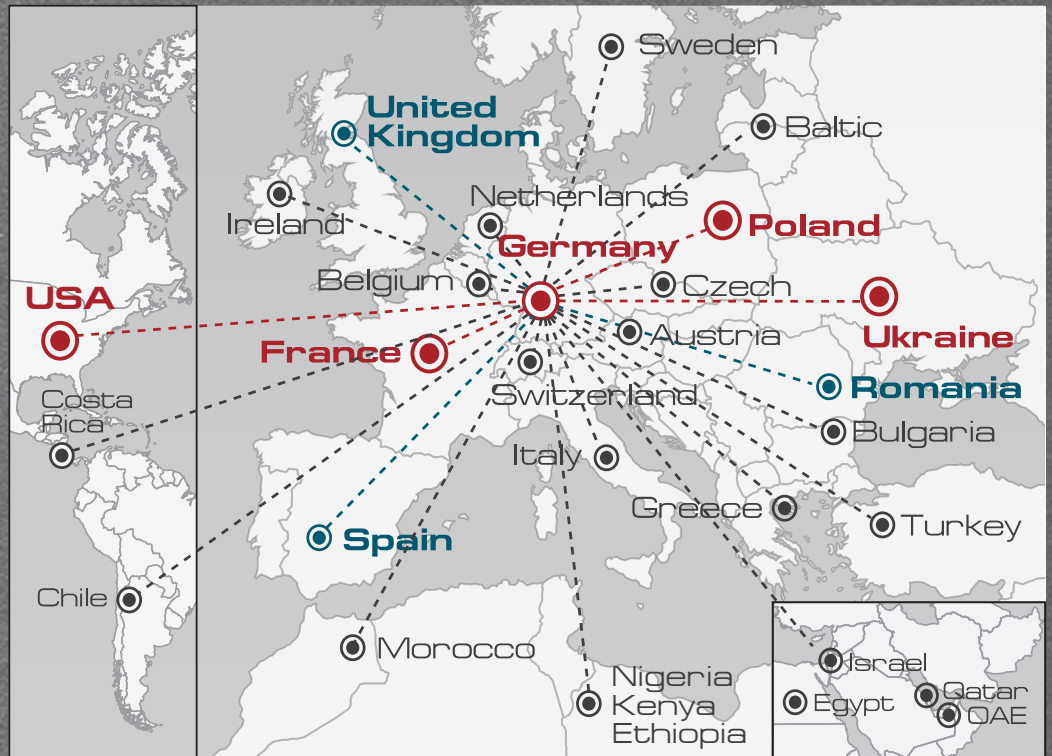 Sweden
United
Kingdom
Baltic
Netherlands
Ireland
Poland
Germany
Belgium
Czech
USA
Ukraine
Austria
France
Switzerland
Romania
Costa
Rica
Bulgaria
Italy
Greece
Turkey
Spain
Chile
Morocco
Nigeria
Kenya
Ethiopia
Israel
Egypt
Qatar
OAE